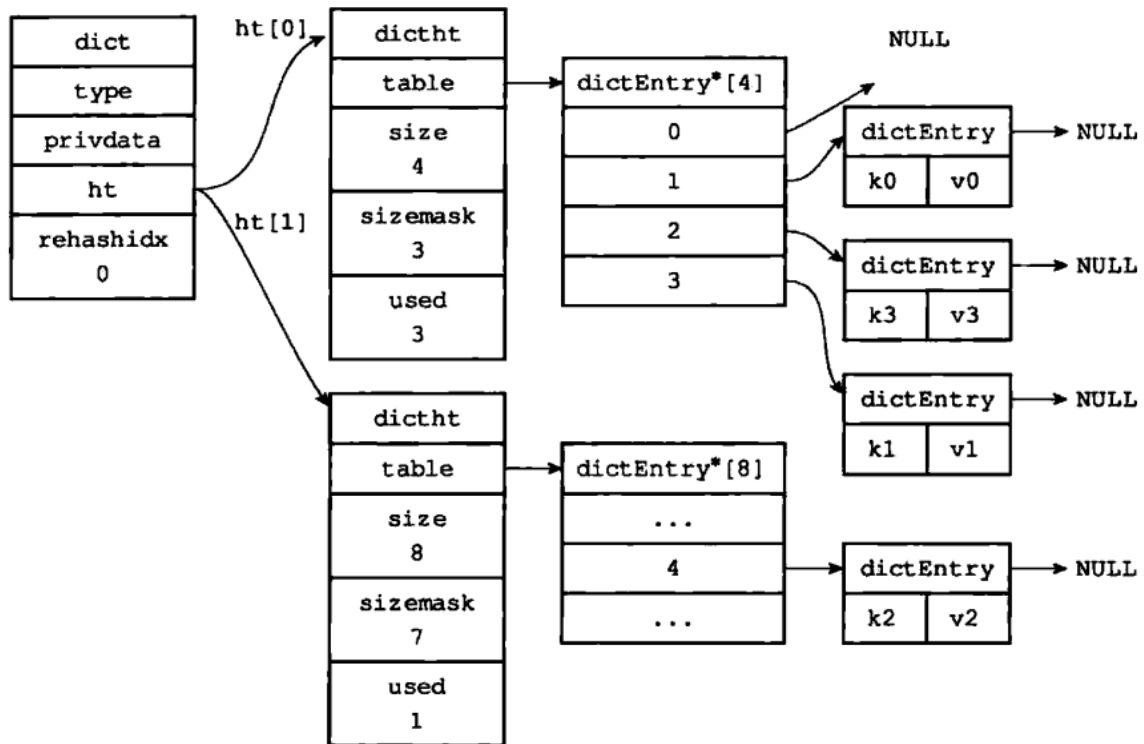 dict
type
privdata
ht
rehashidx
0
ht[0]
ht[1]
dictht
table
size
4
sizemask
3
used
3
dictEntry*[4]
0
1
2
3
NULL
dictEntry
NULL
k0 v0
dictEntry
NULL
k3 v3
dictEntry
NULL
k1 v1
dictht
table
size
8
sizemask
7
used
1
dictEntry*[8]
...
4
...
dictEntry
NULL
k2 v2